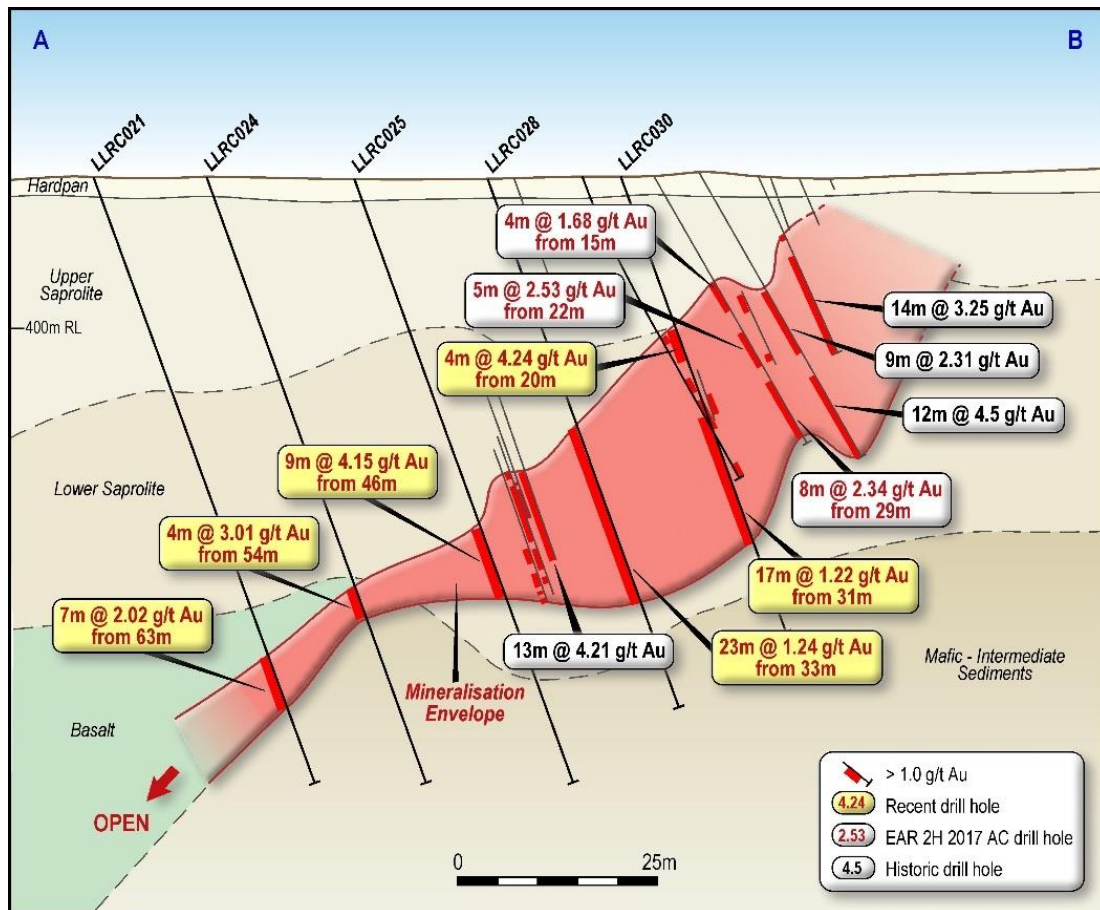 A
B
LLRC021
LLRC024
LLRC025
LLRC028
LLRC030
Hardpan
4m @ 1.68 g/t Au
from 15m
Upper
Saprolite
5m @ 2.53 g/t Au
from 22m
14m @ 3.25 g/t Au
400m RL
4m @ 4.24 g/t Au
from 20m
9m @ 2.31 g/t Au
12m @ 4.5 g/t Au
9m @ 4.15 g/t Au
from 46m
Lower Saprolite
8m @ 2.34 g/t Au
from 29m
4m @ 3.01 g/t Au
from 54m
17m @ 1.22 g/t Au
from 31m
7m @ 2.02 g/t Au
from 63m
13m @ 4.21 g/t Au
23m @ 1.24 g/t Au
from 33m
Mafic - Intermediate
Sediments
Mineralisation
Envelope
Basalt
OPEN
> 1.0 g/t Au
4.24 Recent drill hole
2.53 EAR 2H 2017 AC drill hole
4.5 Historic drill hole
0 25m